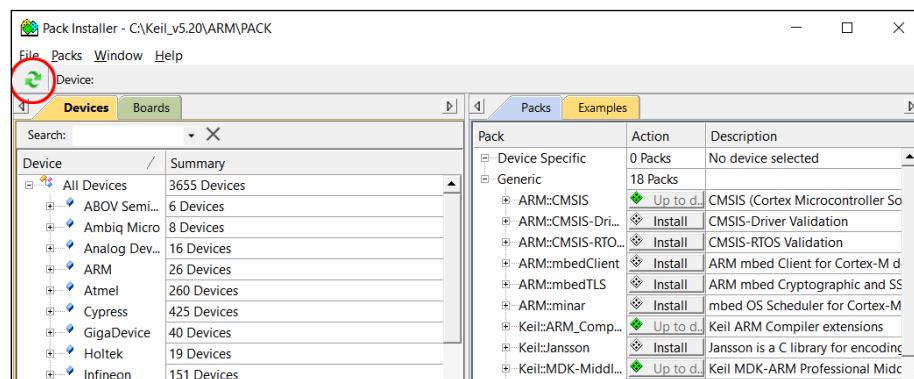 Pack Installer - C:\Keil_v5.20\ARM\PACK
File Packs Window Help
Device:
Devices Boards
Search:
Device Summary
All Devices 3655 Devices
ABOV Semi... 6 Devices
Ambiq Micro 8 Devices
Analog Dev... 16 Devices
ARM 26 Devices
Atmel 260 Devices
Cypress 425 Devices
GigaDevice 40 Devices
Holtek 19 Devices
Infineon 151 Devices
Packs Examples
Pack Action Description
Device Specific 0 Packs No device selected
Generic 18 Packs
ARM::CMSIS Up to d.. CMSIS (Cortex Microcontroller So
ARM::CMSIS-Dri... Install CMSIS-Driver Validation
ARM::CMSIS-RTO... Install CMSIS-RTOS Validation
ARM::mbedClient Install ARM mbed Client for Cortex-M d
ARM::mbedTLS Install ARM mbed Cryptographic and SS
ARM::minar Install mbed OS Scheduler for Cortex-M
Keil::ARM_Comp... Up to d.. Keil ARM Compiler extensions
Keil::Jansson Install Jansson is a C library for encoding
Keil::MDK-Middl... Up to d.. Keil MDK-ARM Professional Midd